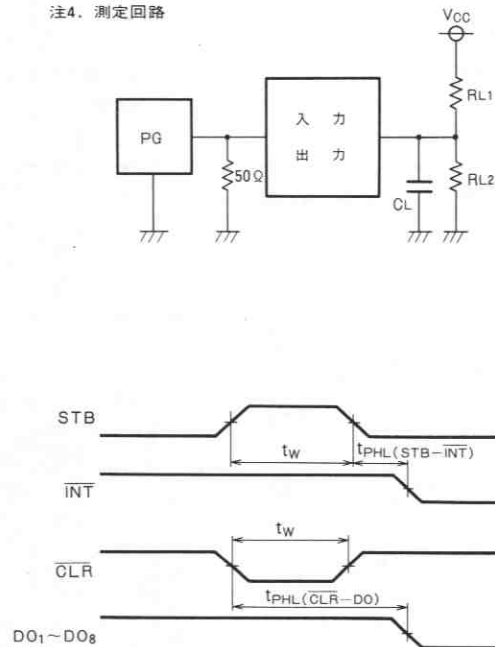 注4. 測定回路
VCC
RL1
PG
入 力
出 力
50Ω
CL
RL2
STB
tw
tPHL(STB-INT)
INT
tw
CLR
tPHL(CLR-DO)
DO1~DO8